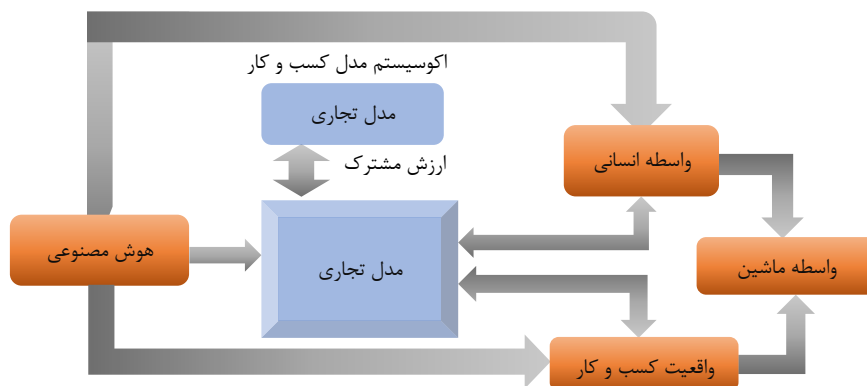 اکوسیستم مدل کسب و کار
مدل تجاری
ارزش مشترک
واسطه انسانی
هوش مصنوعی
مدل تجاری
واسطه ماشین
واقعیت کسب و کار